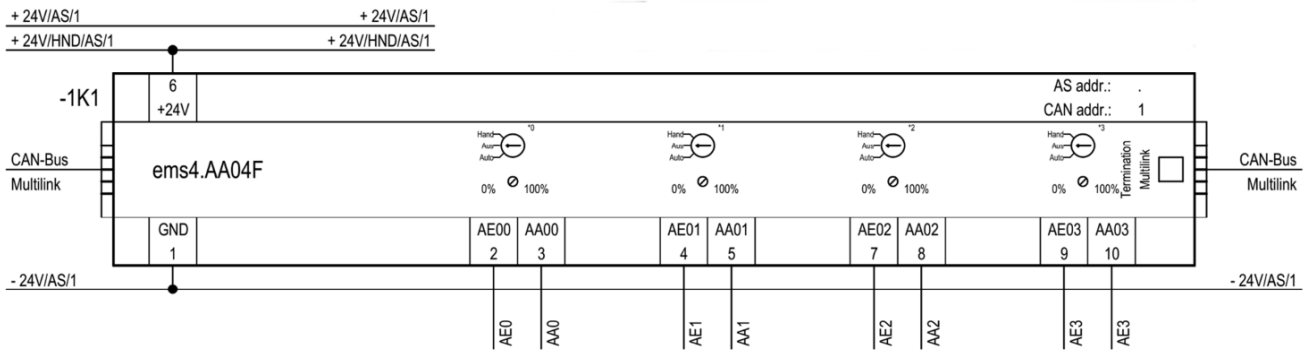 + 24V/AS/1 + 24V/AS/1
+ 24V/HND/AS/1 + 24V/HND/AS/1
-1K1
6
+24V
AS addr.: .
CAN addr.: 1
CAN-Bus
Multilink
ems4.AA04F
Hand
Aus
Auto
*0
0% 100%
Hand
Aus
Auto
*1
0% 100%
Hand
Aus
Auto
*2
0% 100%
Hand
Aus
Auto
*3
0% 100%
Termination
Multilink
CAN-Bus
Multilink
GND
1
AE00 AA00
2 3
AE01 AA01
4 5
AE02 AA02
7 8
AE03 AA03
9 10
- 24V/AS/1 - 24V/AS/1
AE0
AA0
AE1
AA1
AE2
AA2
AE3
AE3